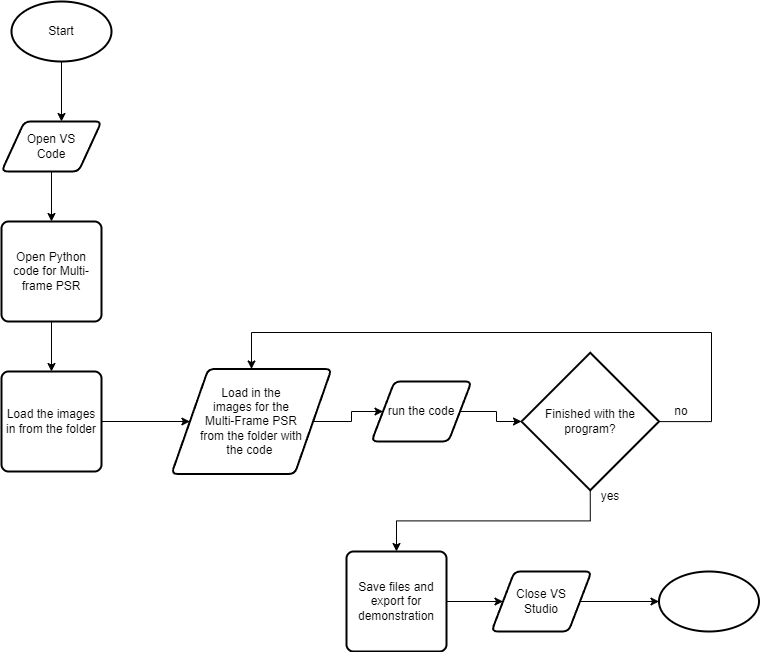 Start
Open VS
Code
Open Python
code for Multi-
frame PSR
Load the images
in from the folder
Load in the
images for the
Multi-Frame PSR
from the folder with
the code
run the code
Finished with the
program?
no
yes
Save files and
export for
demonstration
Close VS
Studio